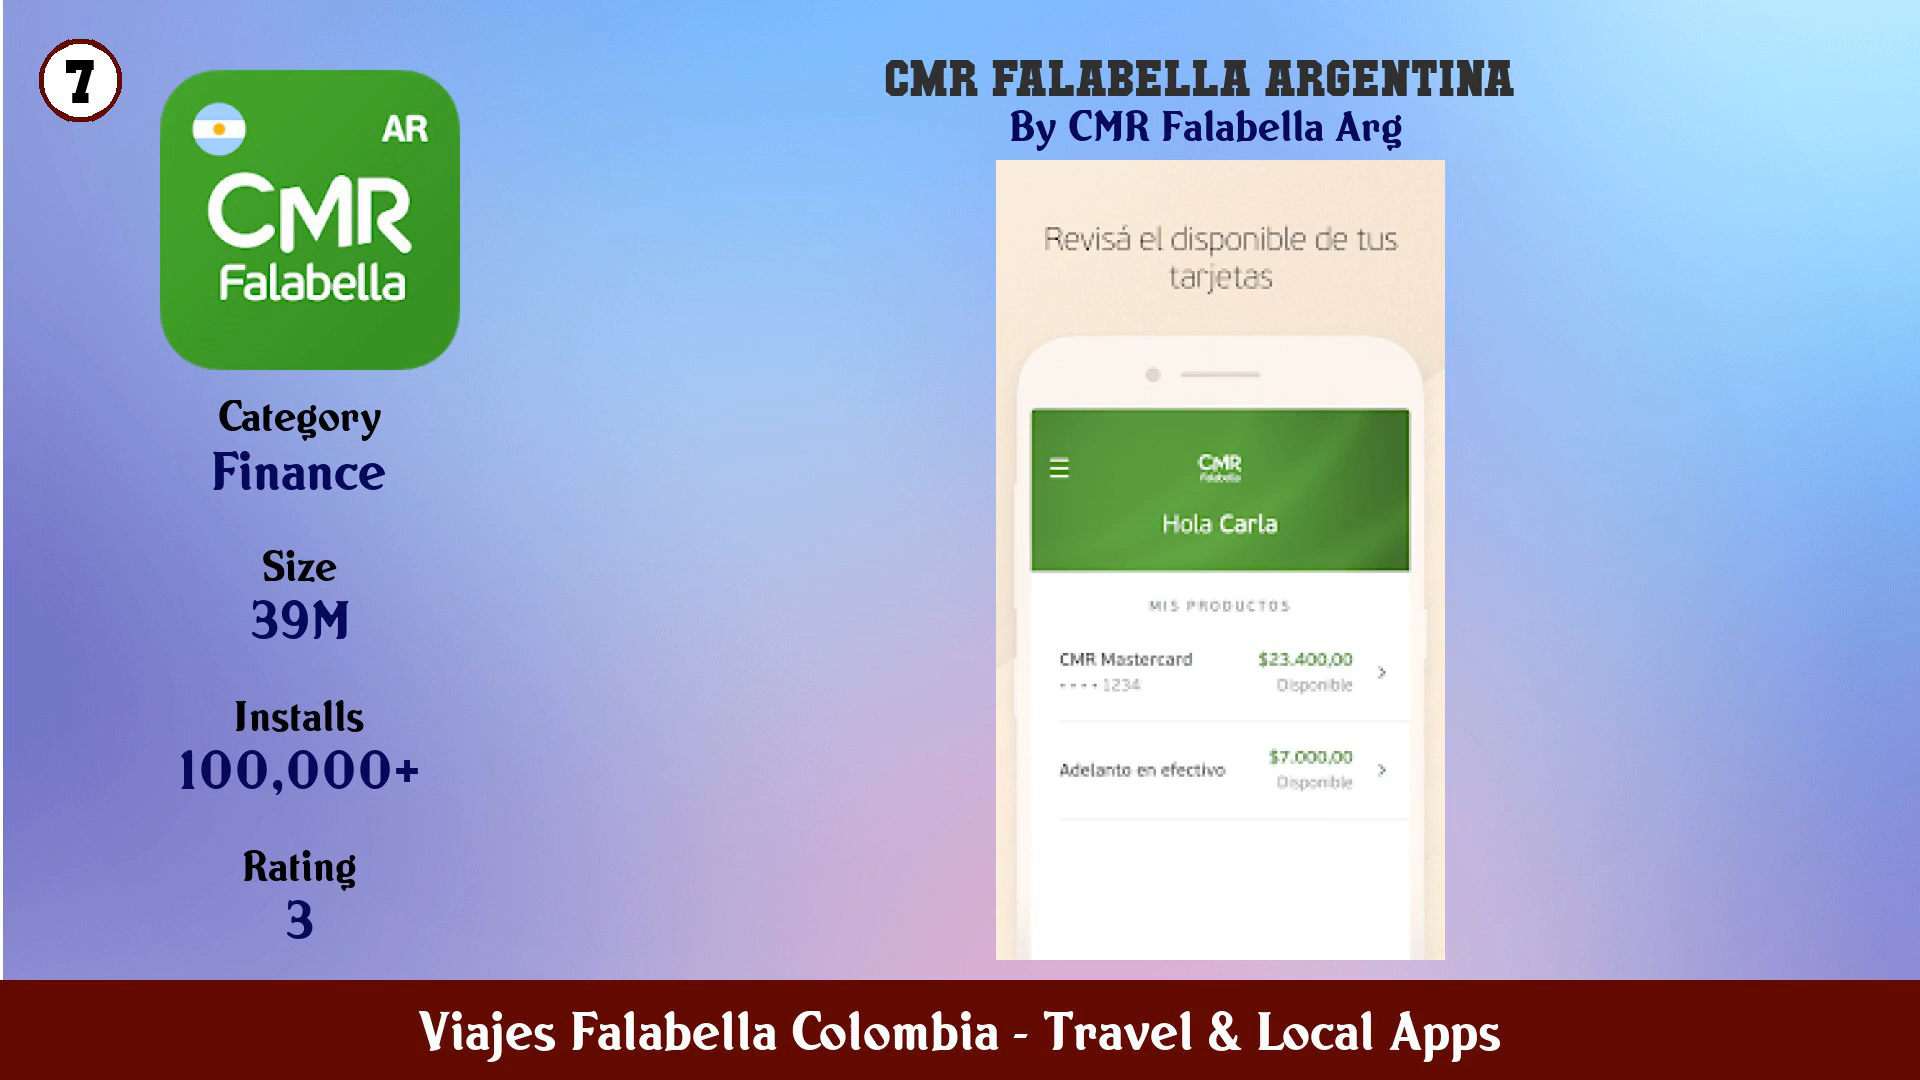 7
AR
CMR
Falabella
Category
Finance
Size
39M
Installs
100,000+
Rating
3
CMR FALABELLA ARGENTINA
By CMR Falabella Arg
Revisá el disponible de tus
tarjetas
CMR
Falabella
Hola Carla
MIS PRODUCTOS
CMR Mastercard
$23.400,00
•••• 1234
Disponible
Adelanto en efectivo
$7.000,00
Disponible
Viajes Falabella Colombia - Travel & Local Apps